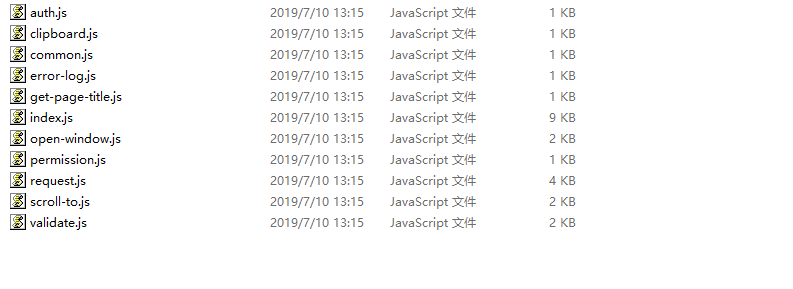 auth.js 2019/7/10 13:15 JavaScript 文件 1 KB
clipboard.js 2019/7/10 13:15 JavaScript 文件 1 KB
common.js 2019/7/10 13:15 JavaScript 文件 1 KB
error-log.js 2019/7/10 13:15 JavaScript 文件 1 KB
get-page-title.js 2019/7/10 13:15 JavaScript 文件 1 KB
index.js 2019/7/10 13:15 JavaScript 文件 9 KB
open-window.js 2019/7/10 13:15 JavaScript 文件 2 KB
permission.js 2019/7/10 13:15 JavaScript 文件 1 KB
request.js 2019/7/10 13:15 JavaScript 文件 4 KB
scroll-to.js 2019/7/10 13:15 JavaScript 文件 2 KB
validate.js 2019/7/10 13:15 JavaScript 文件 2 KB